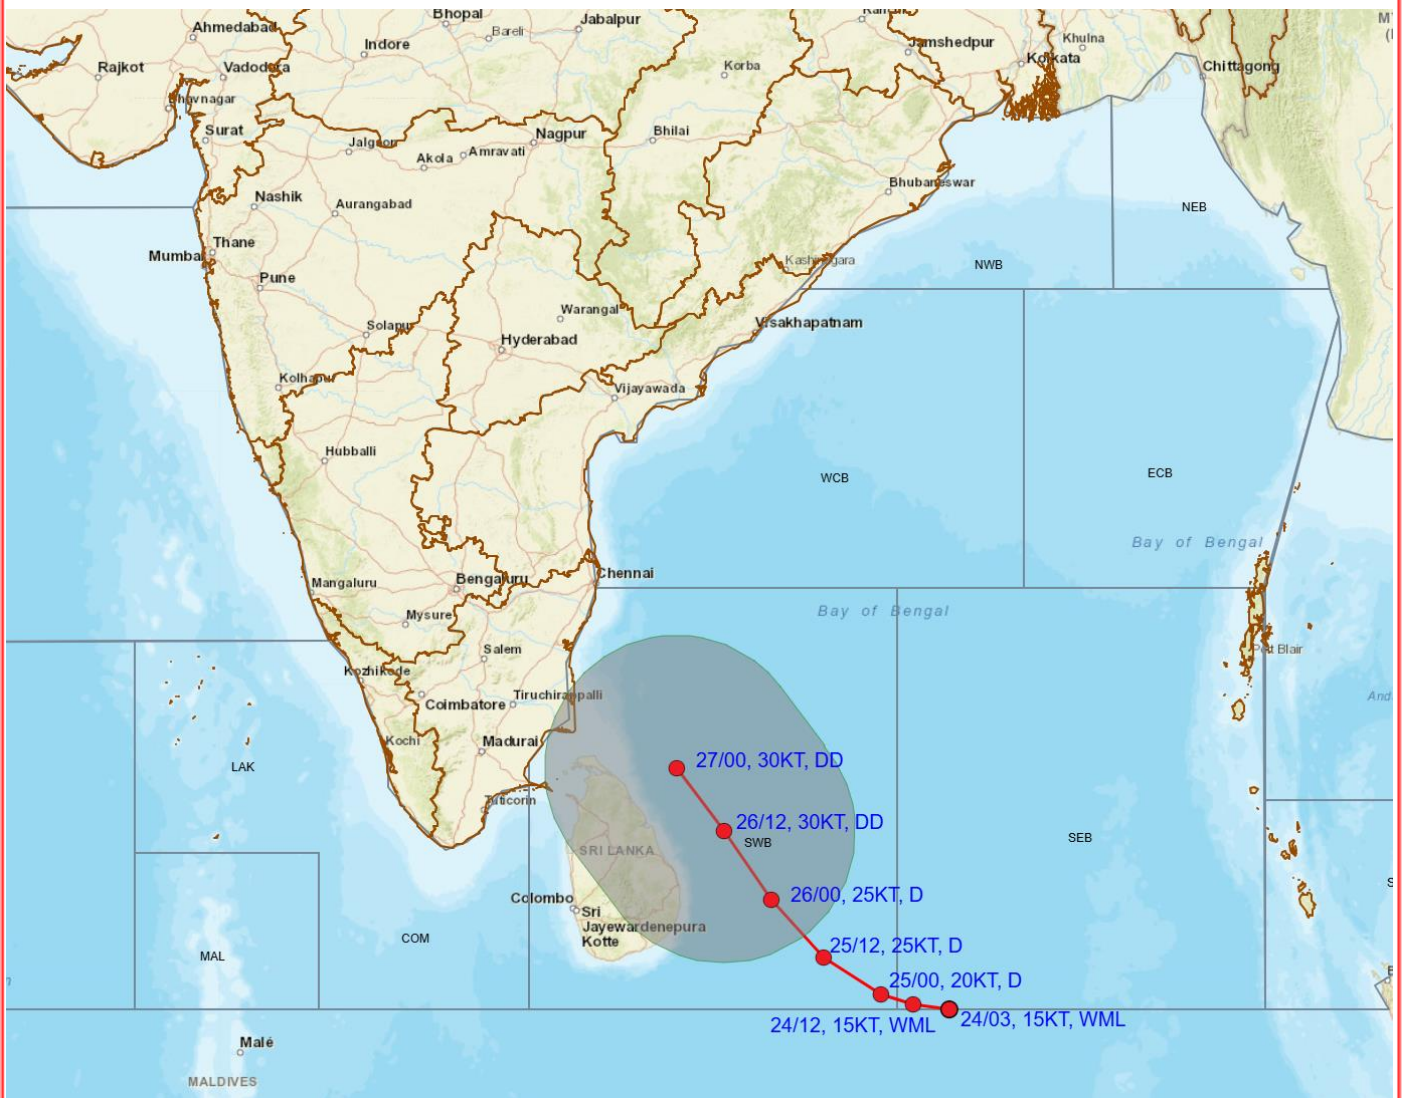 Bhopal
Jabalpur
Ahmedabad
Bareli
Indore
Jamshedpur
Khulna
Kolkata
Rajkot
Vadodara
Korba
Chittagong
Bhavnagar
Surat
Nagpur
Bhilai
Jalgaon
Akola
Amravati
Bhubaneswar
Nashik
Aurangabad
NEB
Thane
Mumbai
Kashinagara
NWB
Pune
Warangal
Solapur
Visakhapatnam
Hyderabad
Kolhapur
Vijayawada
Hubballi
WCB
ECB
Bay of Bengal
Chennai
Mangaluru
Bengaluru
Bay of Bengal
Mysure
Salem
Port Blair
Kozhikode
Tiruchirappalli
Coimbatore
Kochi
Madurai
27/00, 30KT, DD
LAK
Tuticorin
26/12, 30KT, DD
SWB
SEB
SRI LANKA
26/00, 25KT, D
Colombo
Sri
Jayewardenepura
Kotte
COM
25/12, 25KT, D
MAL
25/00, 20KT, D
24/12, 15KT, WML
24/03, 15KT, WML
Malé
MALDIVES